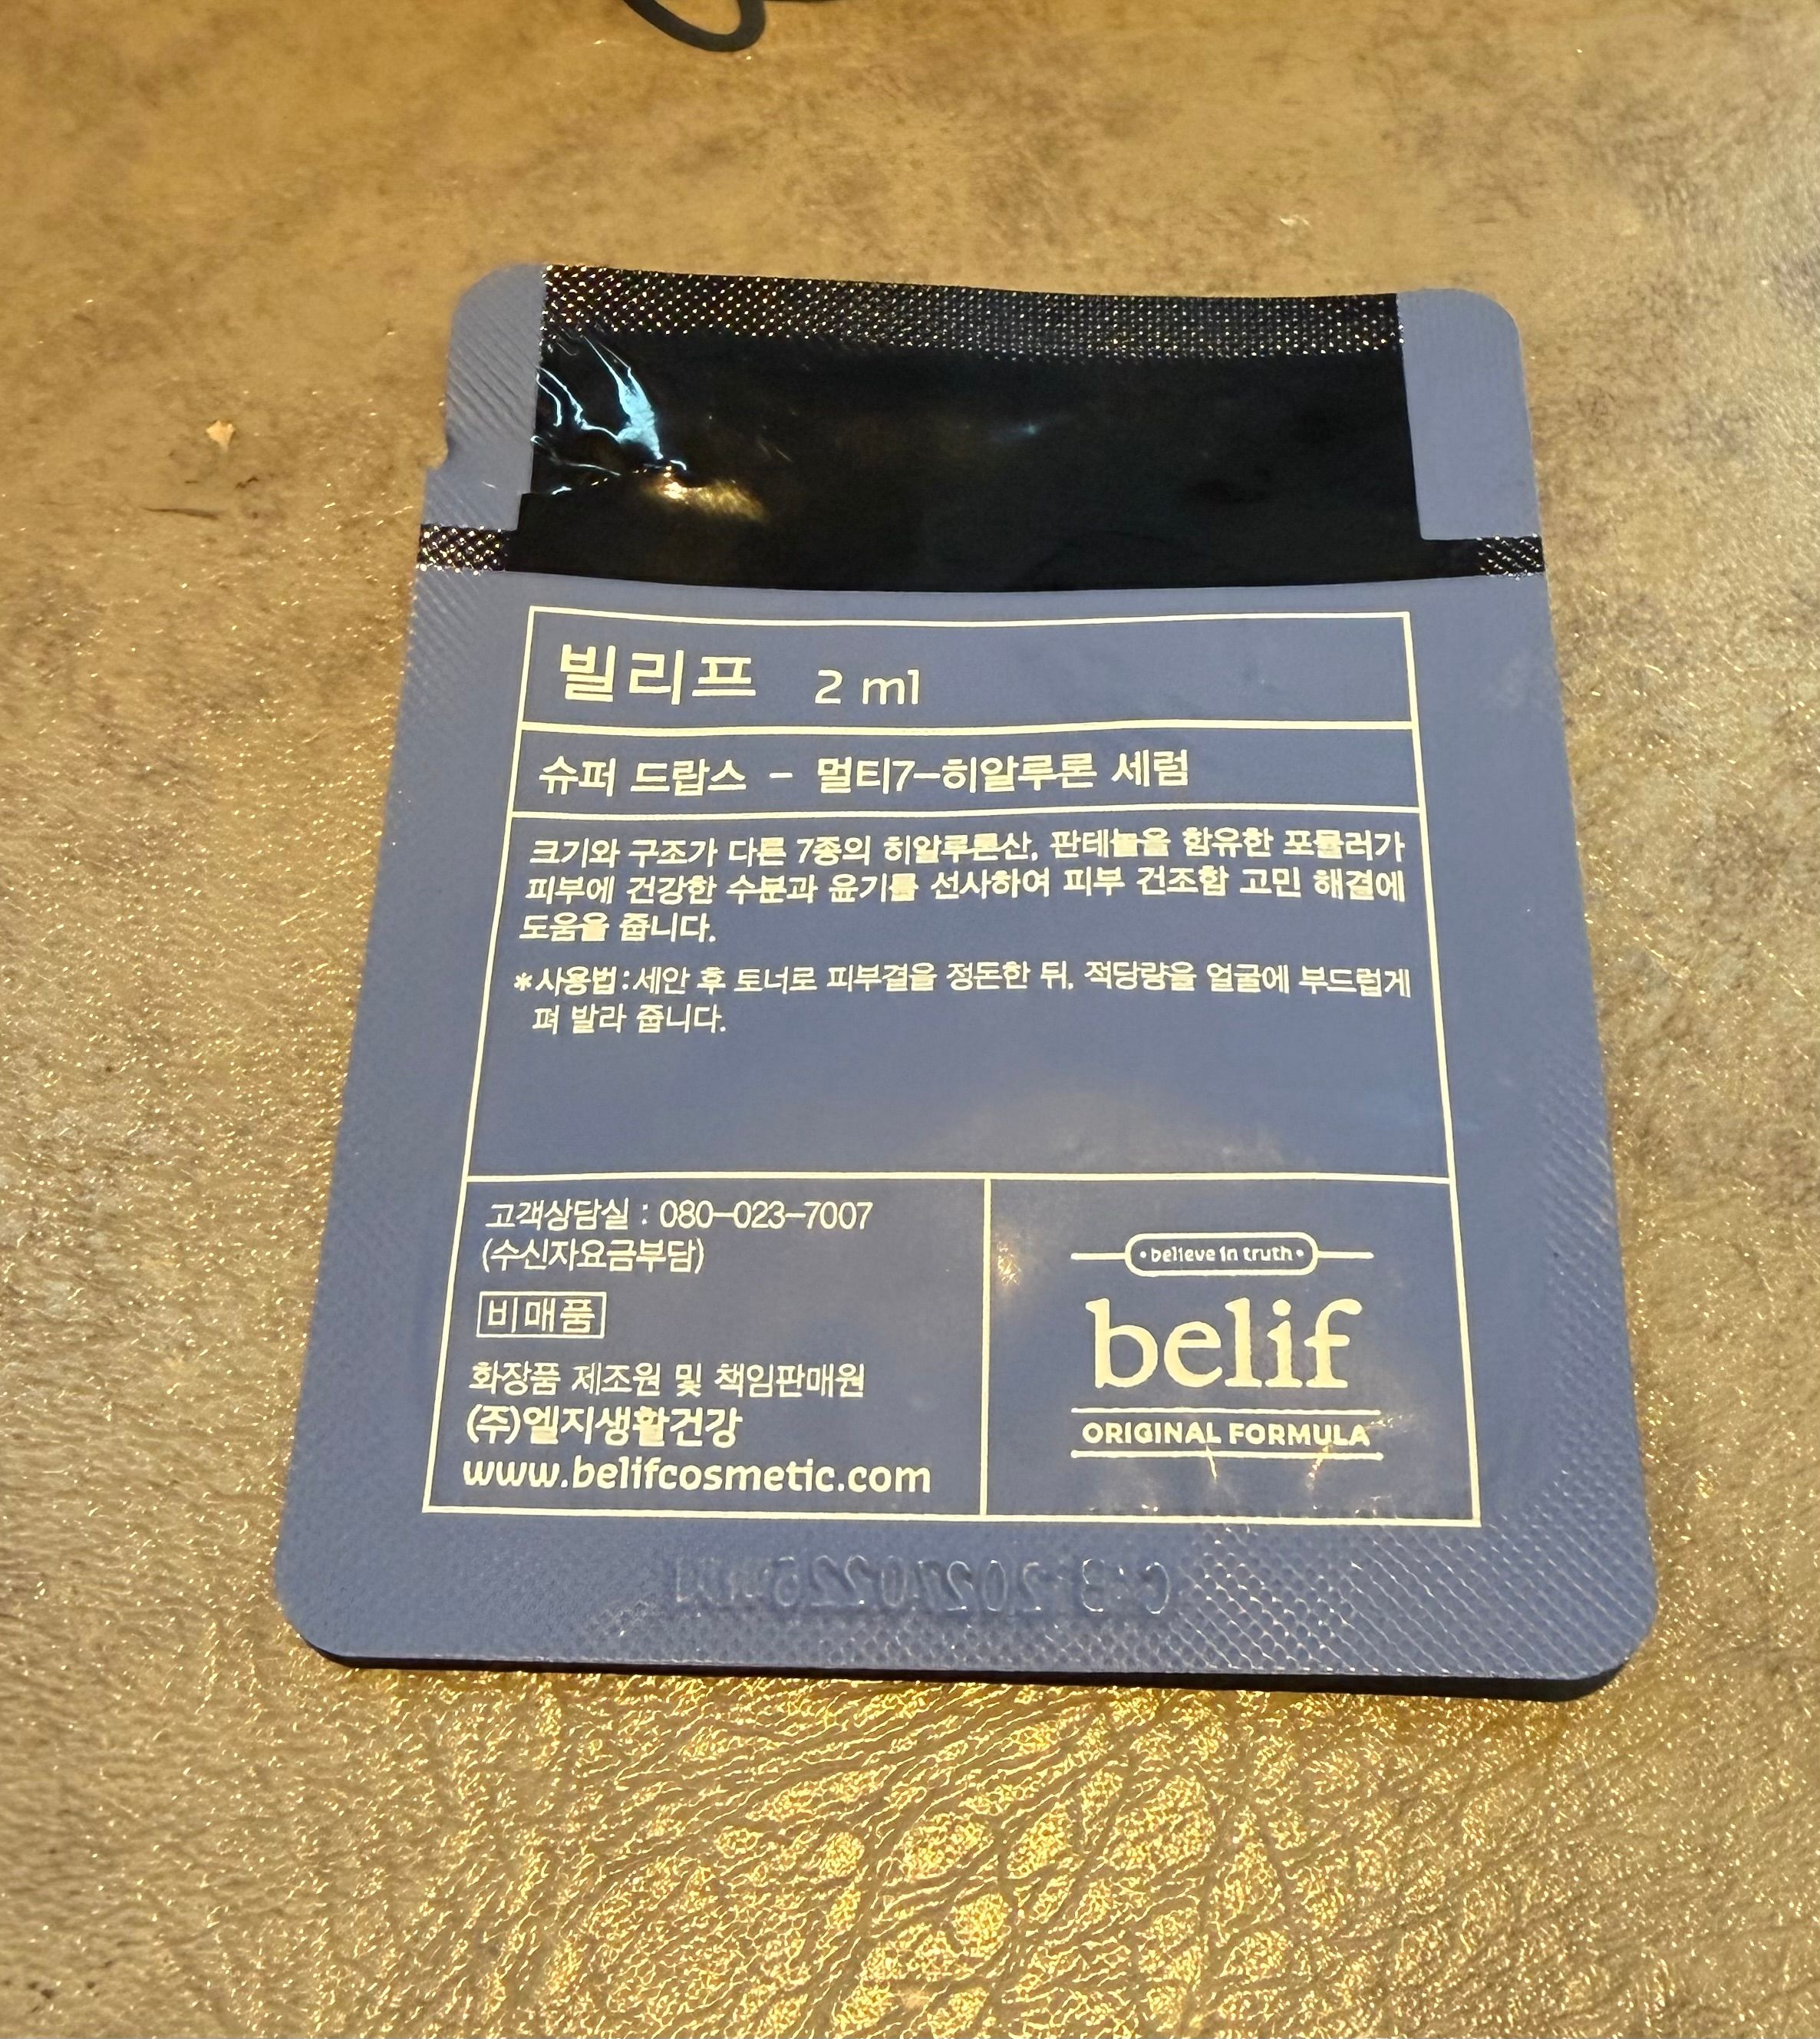 빌리프 2 ml
슈퍼 드랍스 - 멀티7-히알루론 세럼
크기와 구조가 다른 7종의 히알루론산, 판테놀을 함유한 포뮬러가
피부에 건강한 수분과 윤기를 선사하여 피부 건조함 고민 해결에
도움을 줍니다.
*사용법:세안 후 토너로 피부결을 정돈한 뒤, 적당량을 얼굴에 부드럽게
펴 발라 줍니다.
고객상담실 : 080-023-7007
(수신자요금부담)
비매품
화장품 제조원 및 책임판매원
(주)엘지생활건강
www.belifcosmetic.com
• believe in truth •
belif
ORIGINAL FORMULA